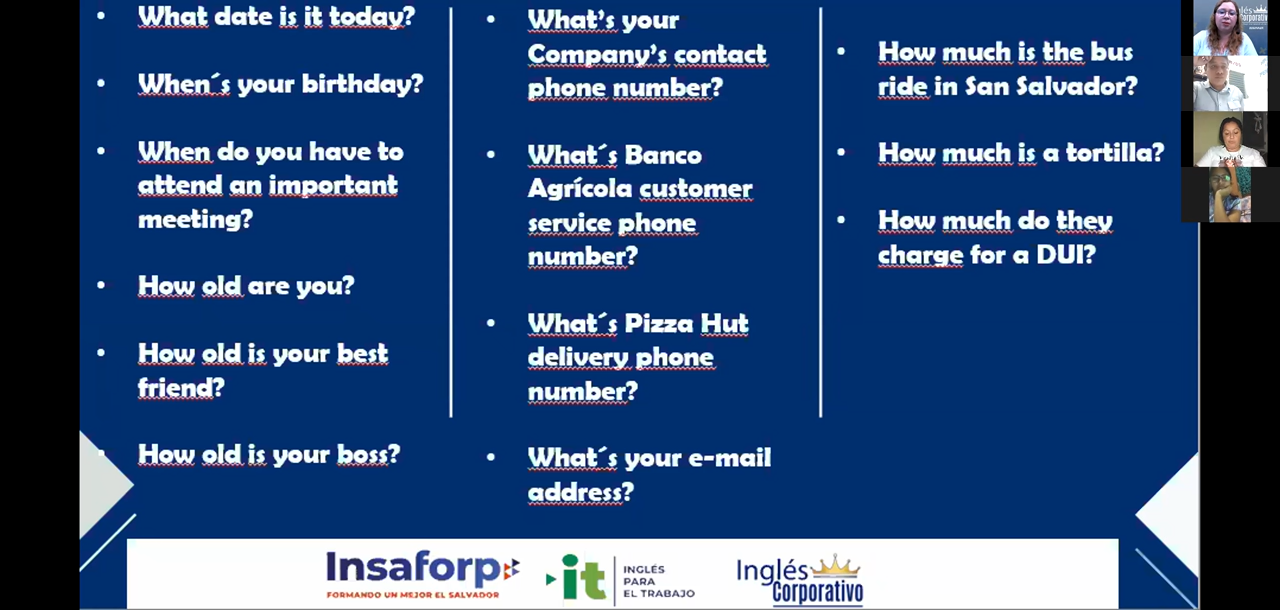 What date is it today?
When´s your birthday?
When do you have to
attend an important
meeting?
How old are you?
How old is your best
friend?
How old is your boss?
What’s your
Company’s contact
phone number?
What´s Banco
Agrícola customer
service phone
number?
What´s Pizza Hut
delivery phone
number?
What´s your e-mail
address?
How much is the bus
ride in San Salvador?
How much is a tortilla?
How much do they
charge for a DUI?
Insaforp
FORMANDO UN MEJOR EL SALVADOR
it
INGLÉS
PARA
EL TRABAJO
Inglés
Corporativo